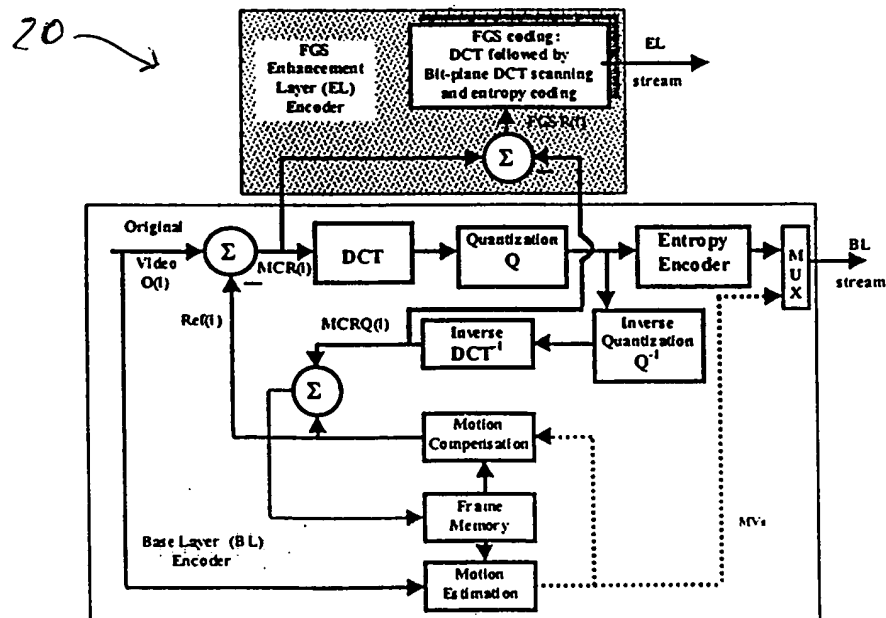 20
FGS
Enhancement
Layer (EL)
Encoder
FGS coding:
DCT followed by
Bit-plane DCT scanning
and entropy coding
EL
stream
FGSR(i)
Σ
–
Original
Video
O(i)
Σ
–
MCR(i)
DCT
Quantization
Q
Entropy
Encoder
MUX
BL
stream
Ref(i)
MCRQ(i)
Inverse
DCT-1
Inverse
Quantization
Q-1
Σ
Motion
Compensation
Frame
Memory
MVs
Base Layer (BL)
Encoder
Motion
Estimation